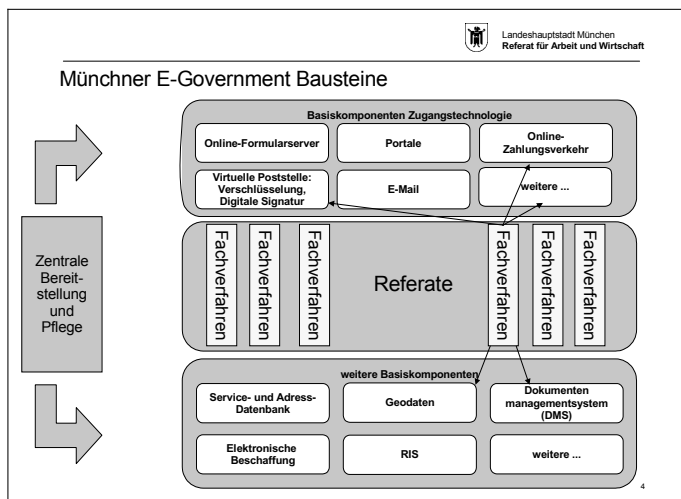 Landeshauptstadt München
Referat für Arbeit und Wirtschaft
Münchner E-Government Bausteine
Basiskomponenten Zugangstechnologie
Online-Formularserver
Portale
Online-
Zahlungsverkehr
Virtuelle Poststelle:
Verschlüsselung,
Digitale Signatur
E-Mail
weitere ...
Zentrale
Bereit-
stellung
und
Pflege
Fachverfahren
Fachverfahren
Fachverfahren
Referate
Fachverfahren
Fachverfahren
Fachverfahren
weitere Basiskomponenten
Service- und Adress-
Datenbank
Geodaten
Dokumenten
managementsystem
(DMS)
Elektronische
Beschaffung
RIS
weitere ...
4